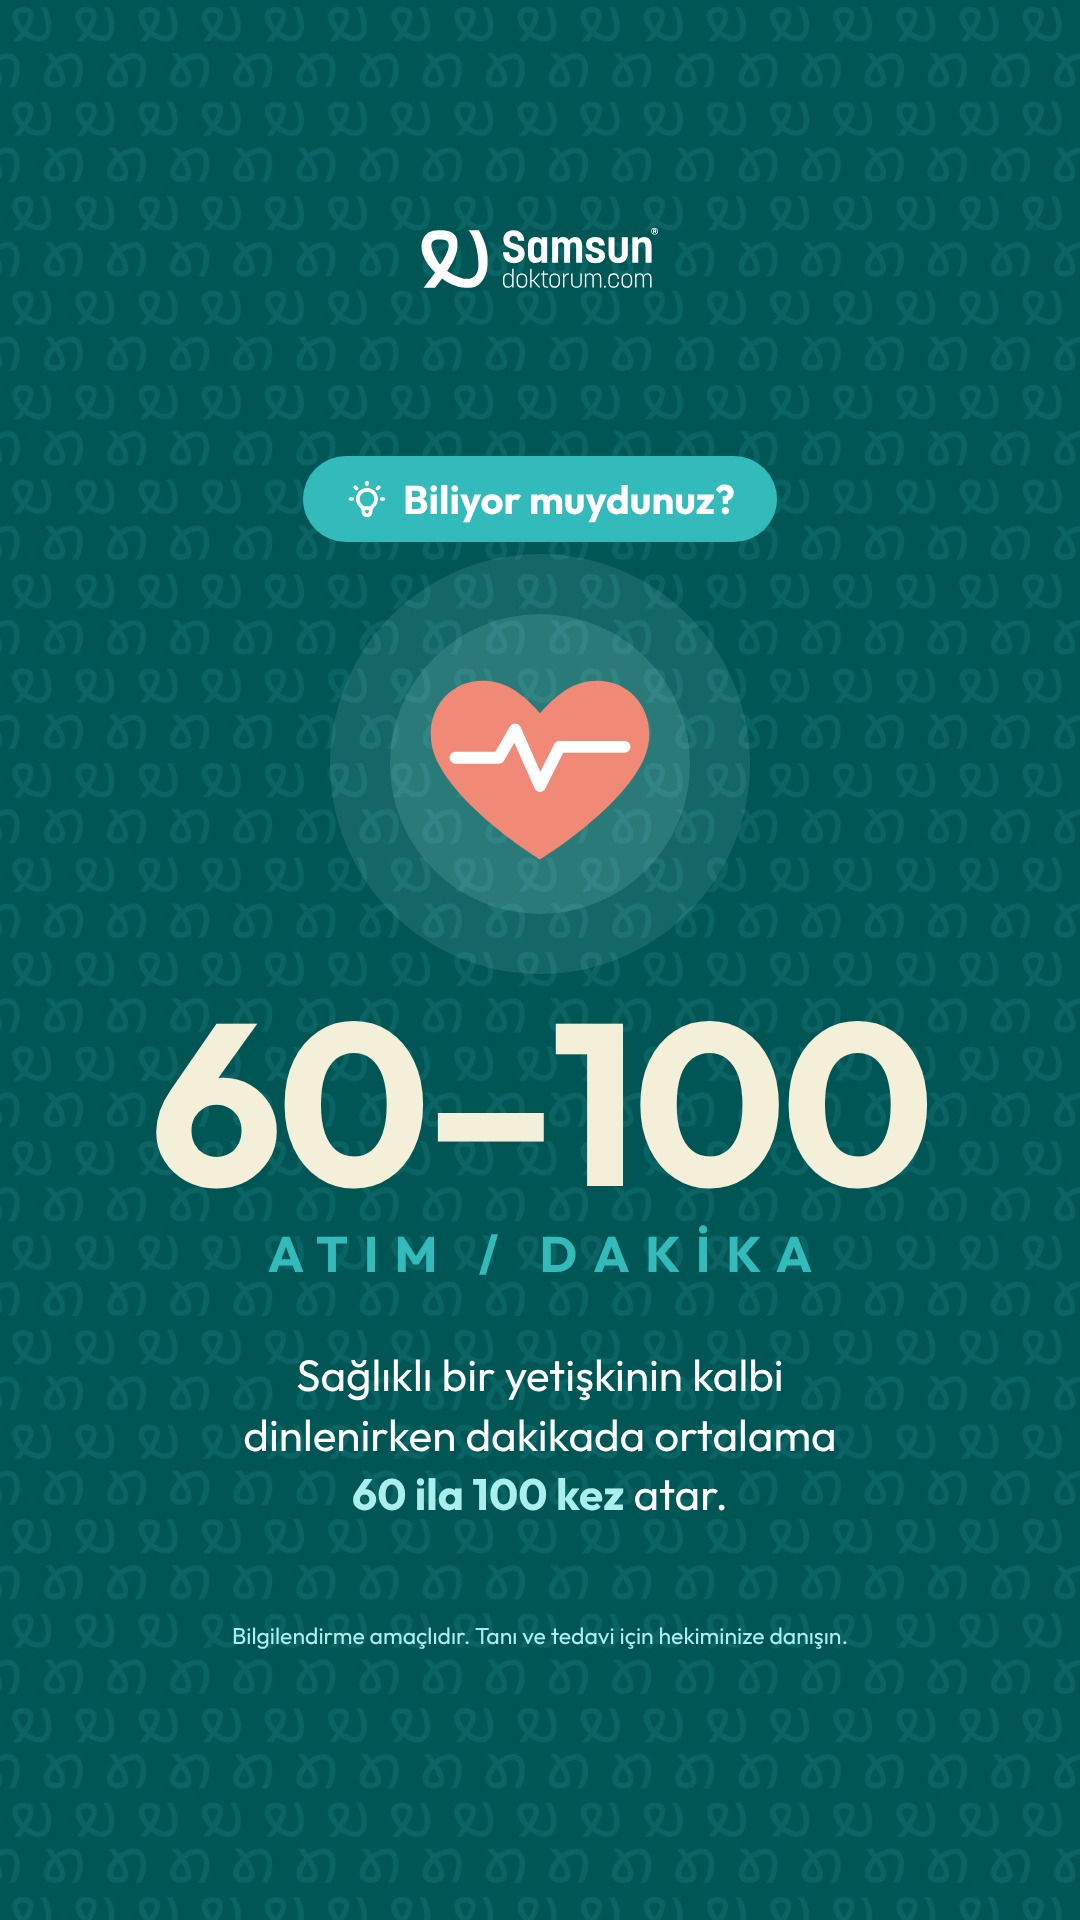 Samsun®
doktorum.com
Biliyor muydunuz?
60–100
ATIM / DAKİKA
Sağlıklı bir yetişkinin kalbi
dinlenirken dakikada ortalama
60 ila 100 kez atar.
Bilgilendirme amaçlıdır. Tanı ve tedavi için hekiminize danışın.